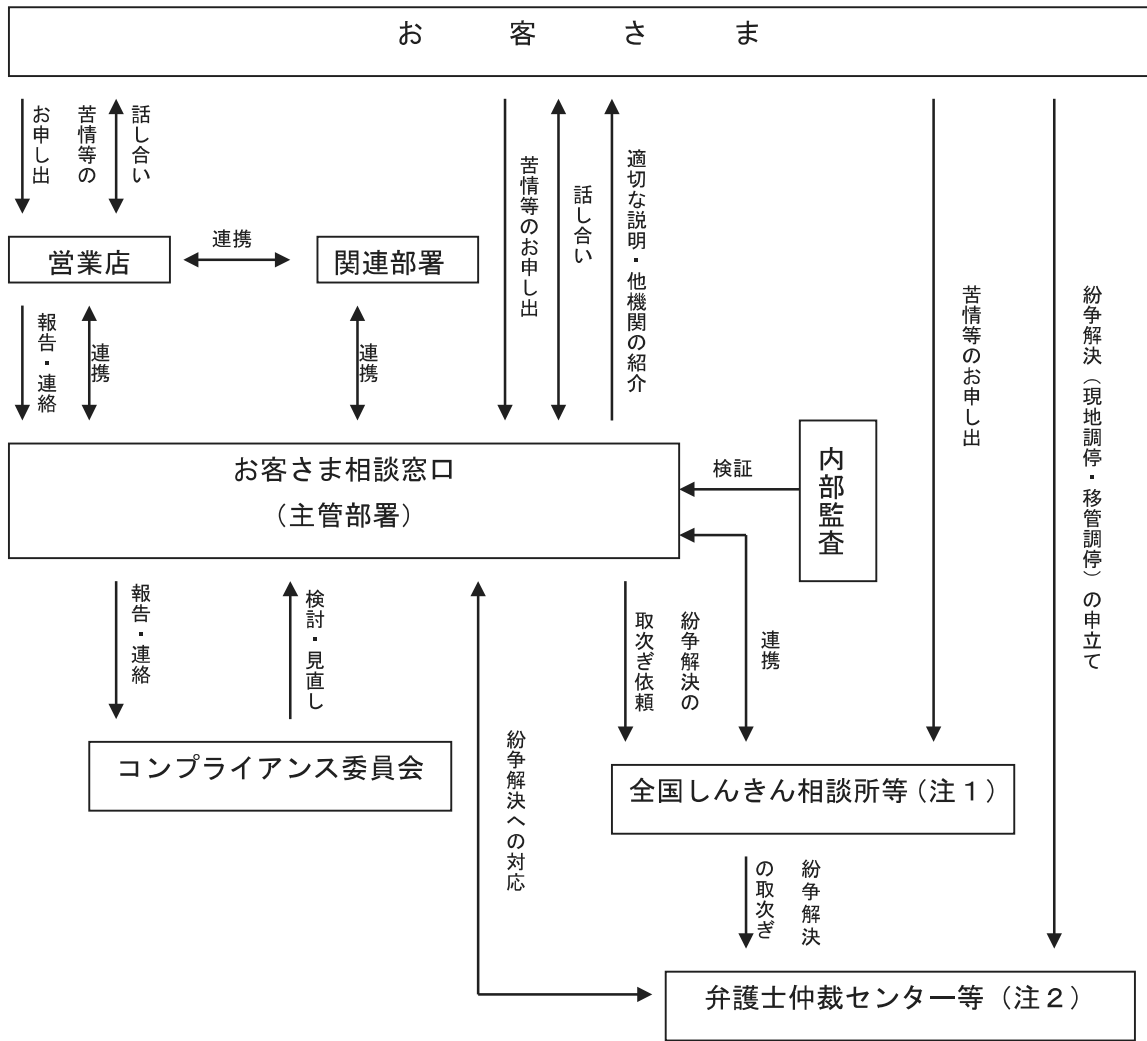 お客さま
お申し出
苦情等の
話し合い
苦情等のお申し出
話し合い
適切な説明・他機関の紹介
苦情等のお申し出
紛争解決（現地調停・移管調停）の申立て
営業店
連携
関連部署
報告・連絡
連携
連携
お客さま相談窓口
（主管部署）
検証
内部監査
報告・連絡
検討・見直し
紛争解決への対応
紛争解決の
取次ぎ依頼
連携
コンプライアンス委員会
全国しんきん相談所等（注１）
紛争解決
の取次ぎ
弁護士仲裁センター等（注２）